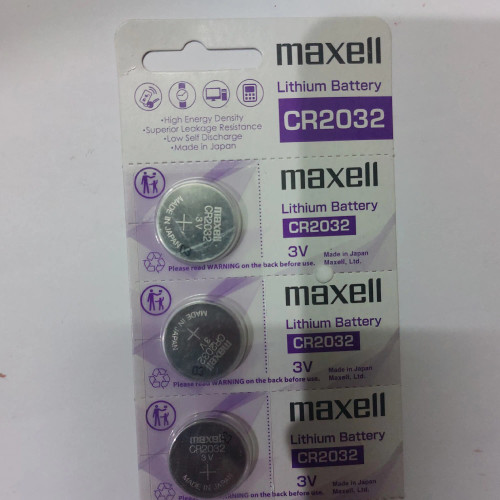 maxell
Lithium Battery
CR2032
•High Energy Density
•Superior Leakage Resistance
•Low Self Discharge
•Made in Japan
maxell
Lithium Battery
CR2032
3V
Made in Japan
Maxell, Ltd.
maxell
CR2032
3V
MADE IN JAPAN
Please read WARNING on the back before use.
maxell
Lithium Battery
CR2032
3V
Made in Japan
Maxell, Ltd.
maxell
CR2032
3V
MADE IN JAPAN
Please read WARNING on the back before use.
maxell
Lithium Battery
CR2032
3V
Made in Japan
Maxell, Ltd.
maxell
CR2032
3V
MADE IN JAPAN